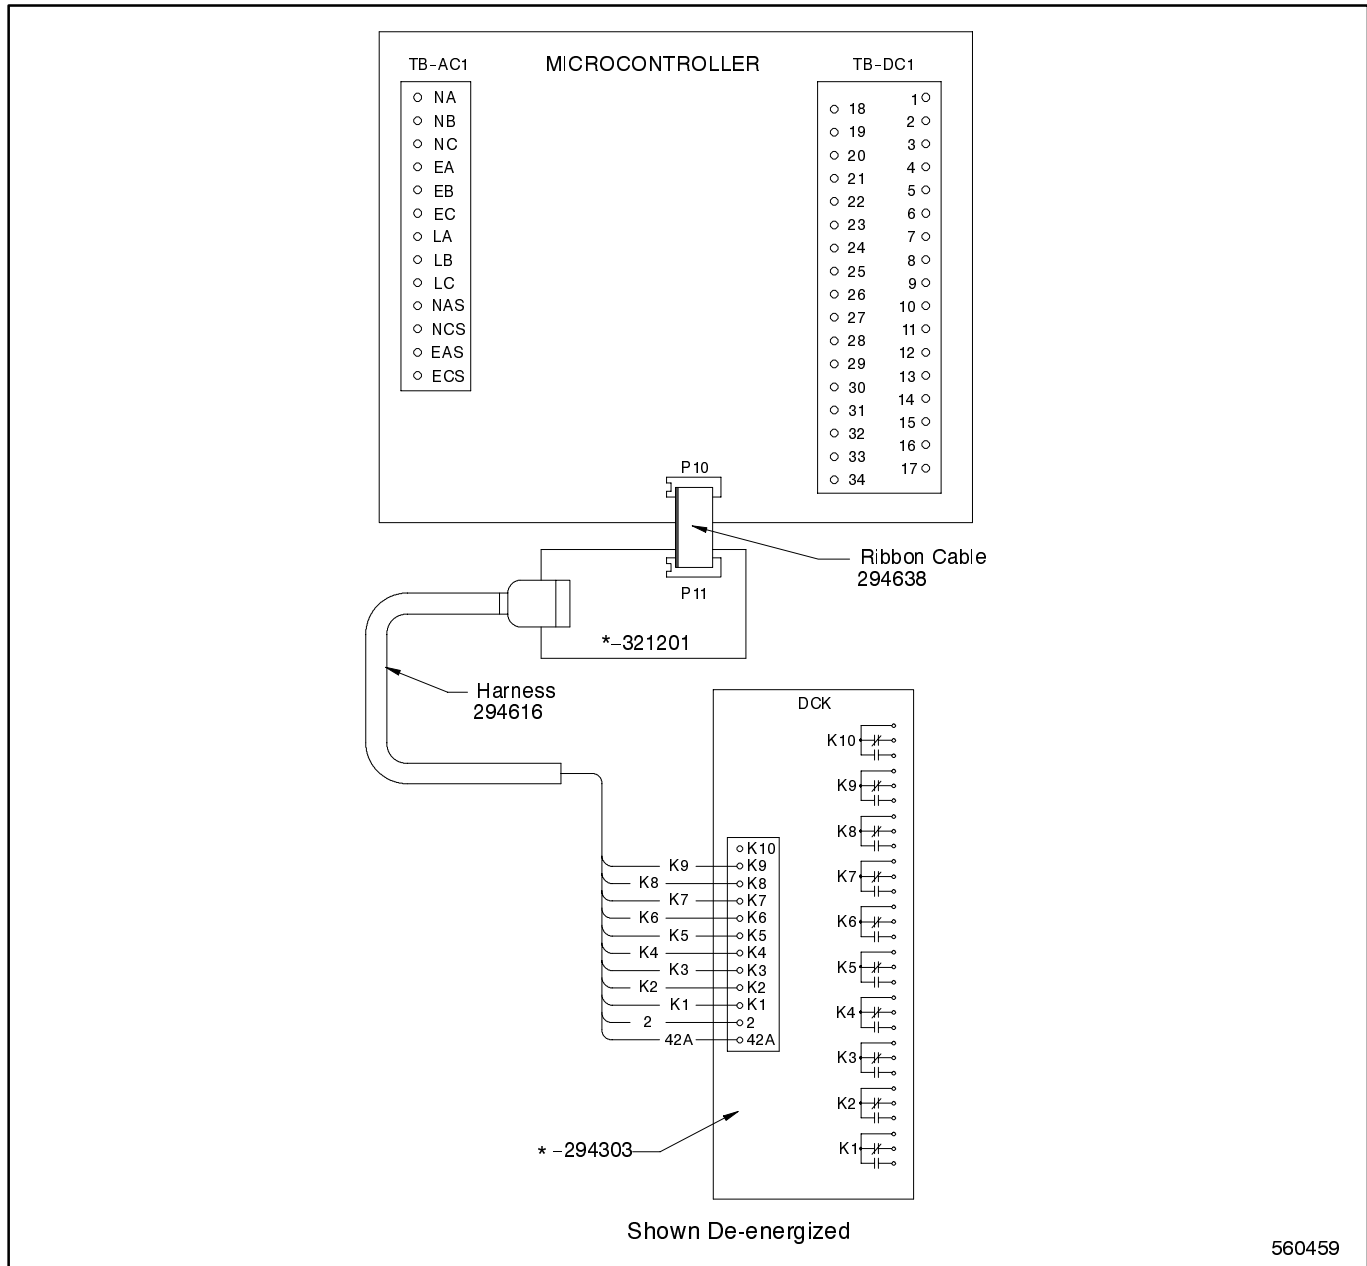 MICROCONTROLLER
TB-AC1
NA
NB
NC
EA
EB
EC
LA
LB
LC
NAS
NCS
EAS
ECS
TB-DC1
18
19
20
21
22
23
24
25
26
27
28
29
30
31
32
33
34
1
2
3
4
5
6
7
8
9
10
11
12
13
14
15
16
17
P10
Ribbon Cable
294638
P11
*-321201
Harness
294616
DCK
K10
K9
K8
K7
K6
K5
K4
K3
K2
K1
K10
K9 K9
K8 K8
K7 K7
K6 K6
K5 K5
K4 K4
K3 K3
K2 K2
K1 K1
2 2
42A 42A
* -294303
Shown De-energized
560459